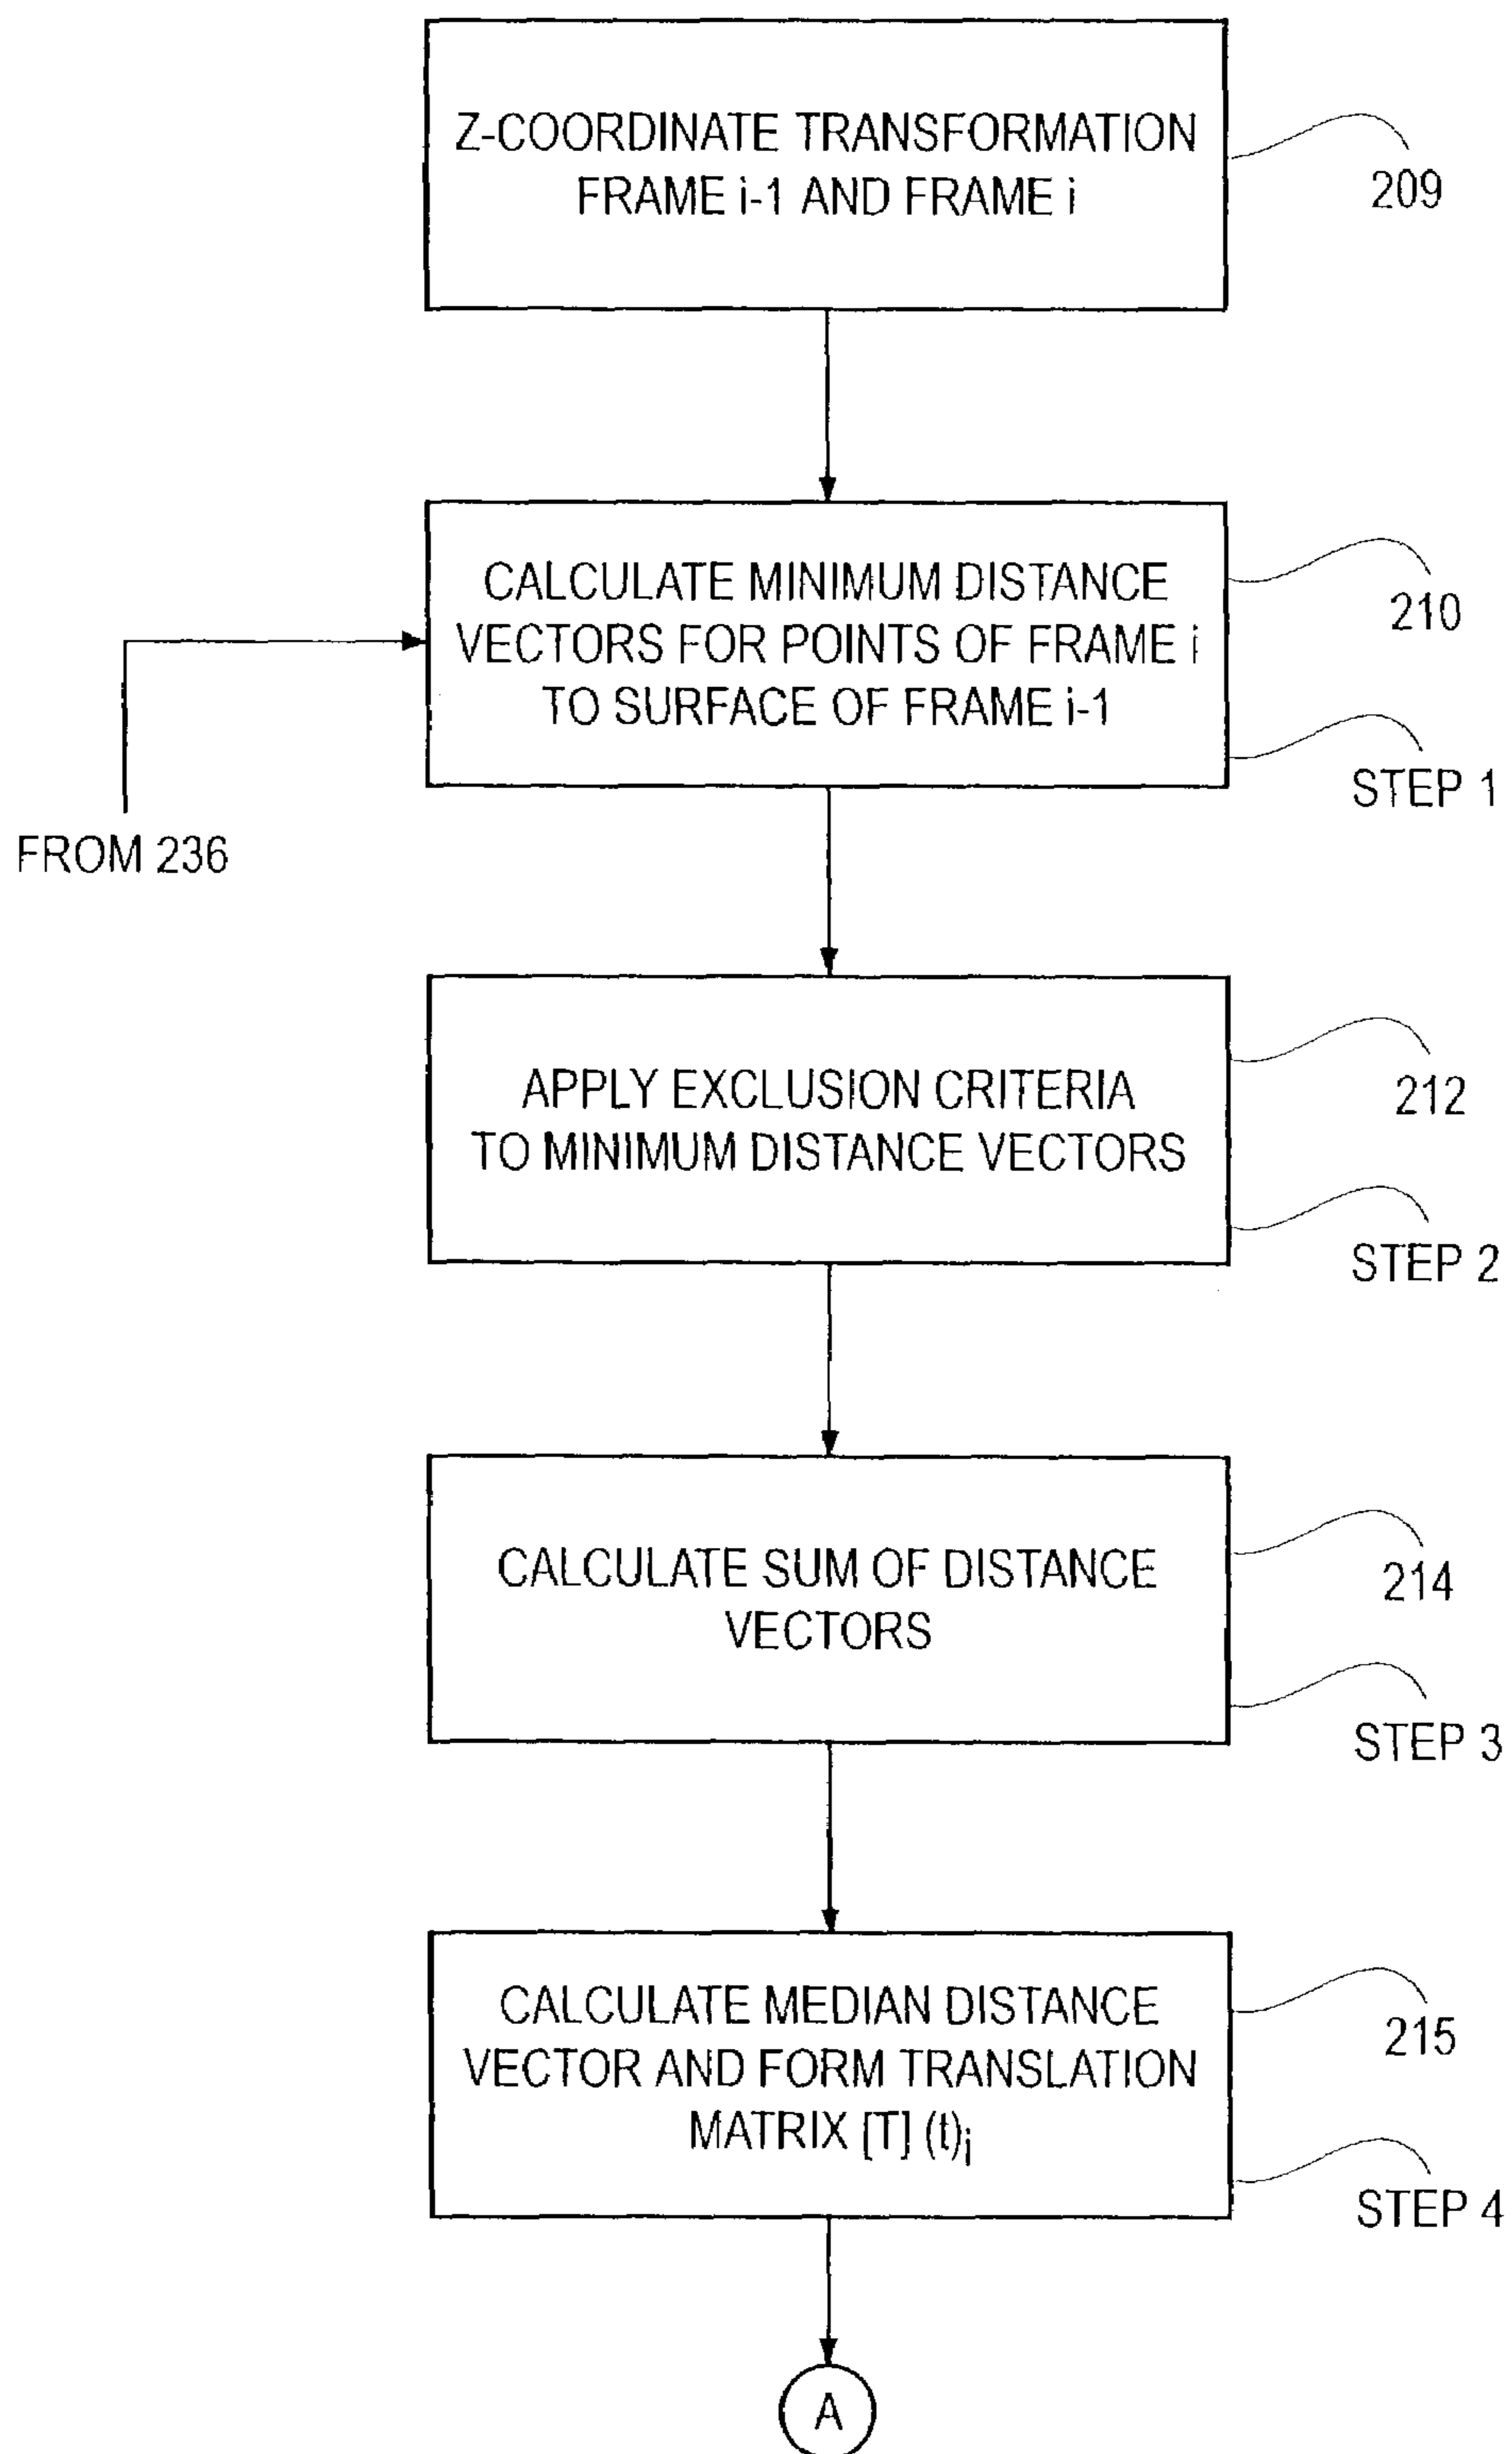 Z-COORDINATE TRANSFORMATION
FRAME i-1 AND FRAME i
209
CALCULATE MINIMUM DISTANCE
VECTORS FOR POINTS OF FRAME i
TO SURFACE OF FRAME i-1
210
STEP 1
FROM 236
APPLY EXCLUSION CRITERIA
TO MINIMUM DISTANCE VECTORS
212
STEP 2
CALCULATE SUM OF DISTANCE
VECTORS
214
STEP 3
CALCULATE MEDIAN DISTANCE
VECTOR AND FORM TRANSLATION
MATRIX [T] (t)i
215
STEP 4
A